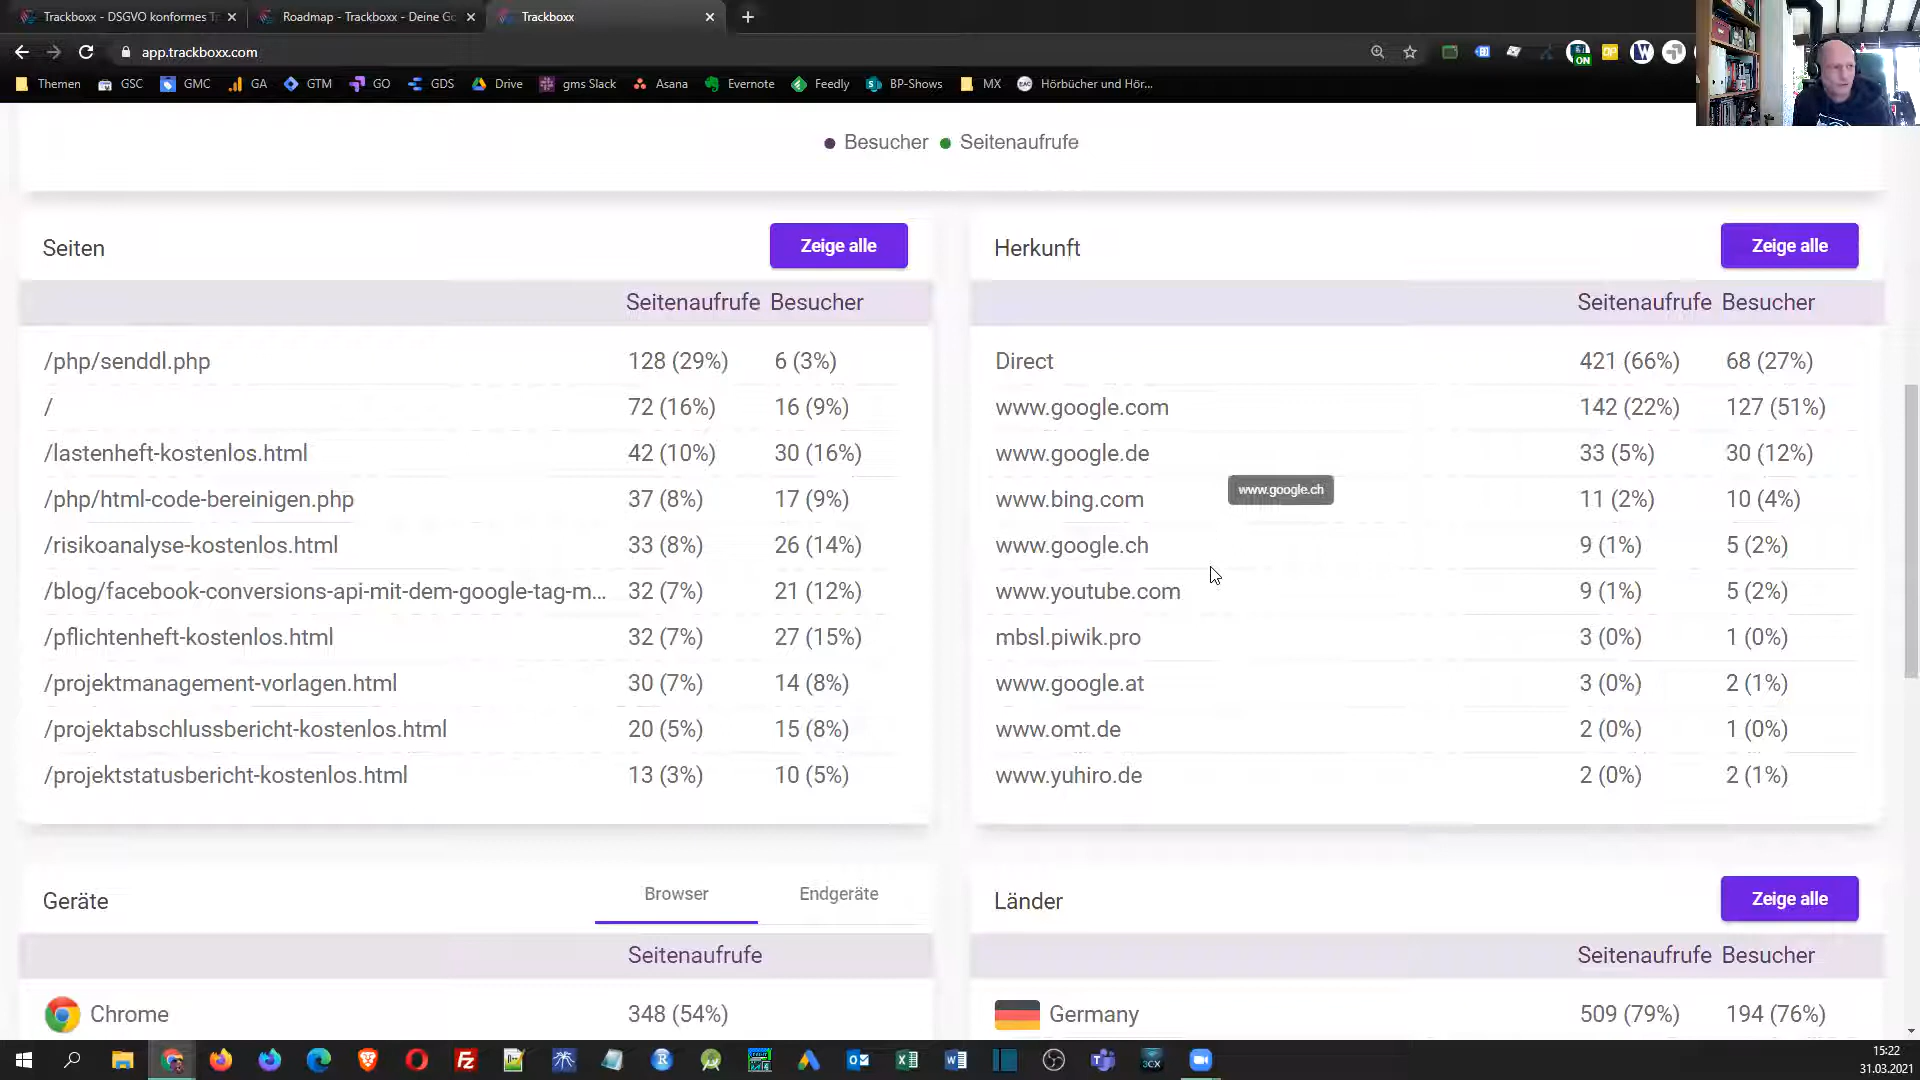 Trackboxx - DSGVO konformes T
Roadmap - Trackboxx - Deine Go
Trackboxx
app.trackboxx.com
ON
Themen
GSC
GMC
GA
GTM
GO
GDS
Drive
gms Slack
Asana
Evernote
Feedly
BP-Shows
MX
Hörbücher und Hör...
Besucher
Seitenaufrufe
Seiten
Zeige alle
Seitenaufrufe Besucher
/php/senddl.php 128 (29%) 6 (3%)
/ 72 (16%) 16 (9%)
/lastenheft-kostenlos.html 42 (10%) 30 (16%)
/php/html-code-bereinigen.php 37 (8%) 17 (9%)
/risikoanalyse-kostenlos.html 33 (8%) 26 (14%)
/blog/facebook-conversions-api-mit-dem-google-tag-m... 32 (7%) 21 (12%)
/pflichtenheft-kostenlos.html 32 (7%) 27 (15%)
/projektmanagement-vorlagen.html 30 (7%) 14 (8%)
/projektabschlussbericht-kostenlos.html 20 (5%) 15 (8%)
/projektstatusbericht-kostenlos.html 13 (3%) 10 (5%)
Herkunft
Zeige alle
Seitenaufrufe Besucher
Direct 421 (66%) 68 (27%)
www.google.com 142 (22%) 127 (51%)
www.google.de 33 (5%) 30 (12%)
www.google.ch
www.bing.com 11 (2%) 10 (4%)
www.google.ch 9 (1%) 5 (2%)
www.youtube.com 9 (1%) 5 (2%)
mbsl.piwik.pro 3 (0%) 1 (0%)
www.google.at 3 (0%) 2 (1%)
www.omt.de 2 (0%) 1 (0%)
www.yuhiro.de 2 (0%) 2 (1%)
Geräte
Browser
Endgeräte
Seitenaufrufe
Chrome 348 (54%)
Länder
Zeige alle
Seitenaufrufe Besucher
Germany 509 (79%) 194 (76%)
15:22
31.03.2021